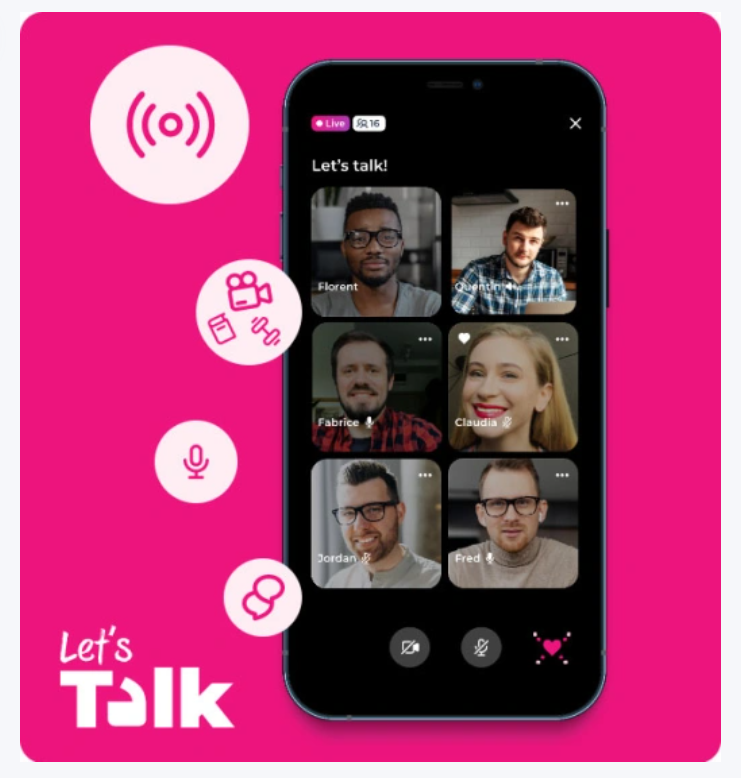 Live 16
Let's talk!
Florent
Quentin
Fabrice
Claudia
Jordan
Fred
Let's
Talk